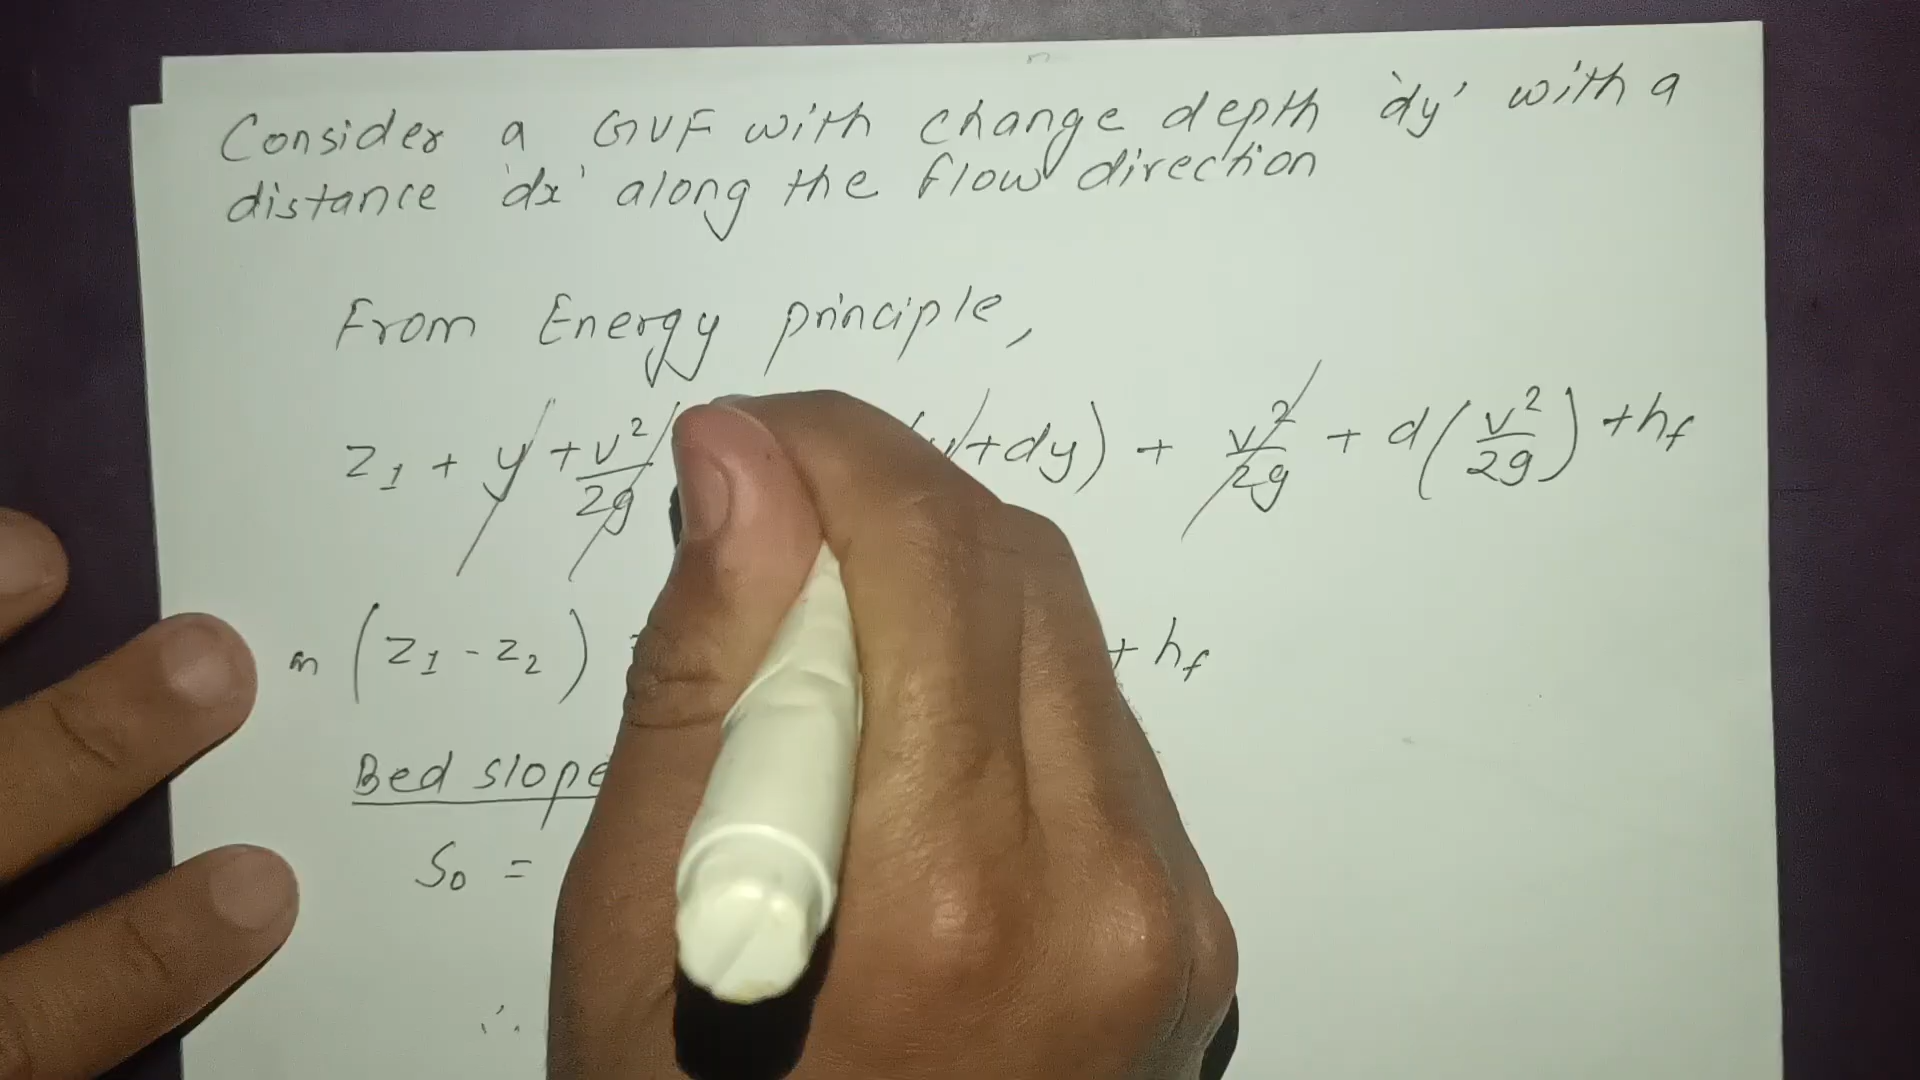 Consider a GVF with change depth 'dy' with a
distance 'dx' along the flow direction
From Energy principle,
z₁ + y + v²/2g + dy) + v²/2g + d(v²/2g) + hf
(z₁ - z₂) + hf
Bed slope
S₀ =
∴